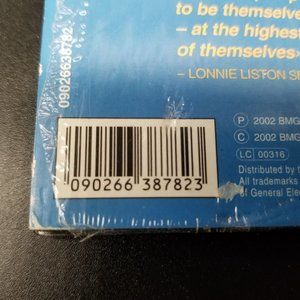 to be themselve
– at the highest
of themselves
– LONNIE LISTON S
09026638782
Ⓟ 2002 BMG
Ⓒ 2002 BMG
LC 00316
Distributed by
All trademarks
of General Ele
090266 387823